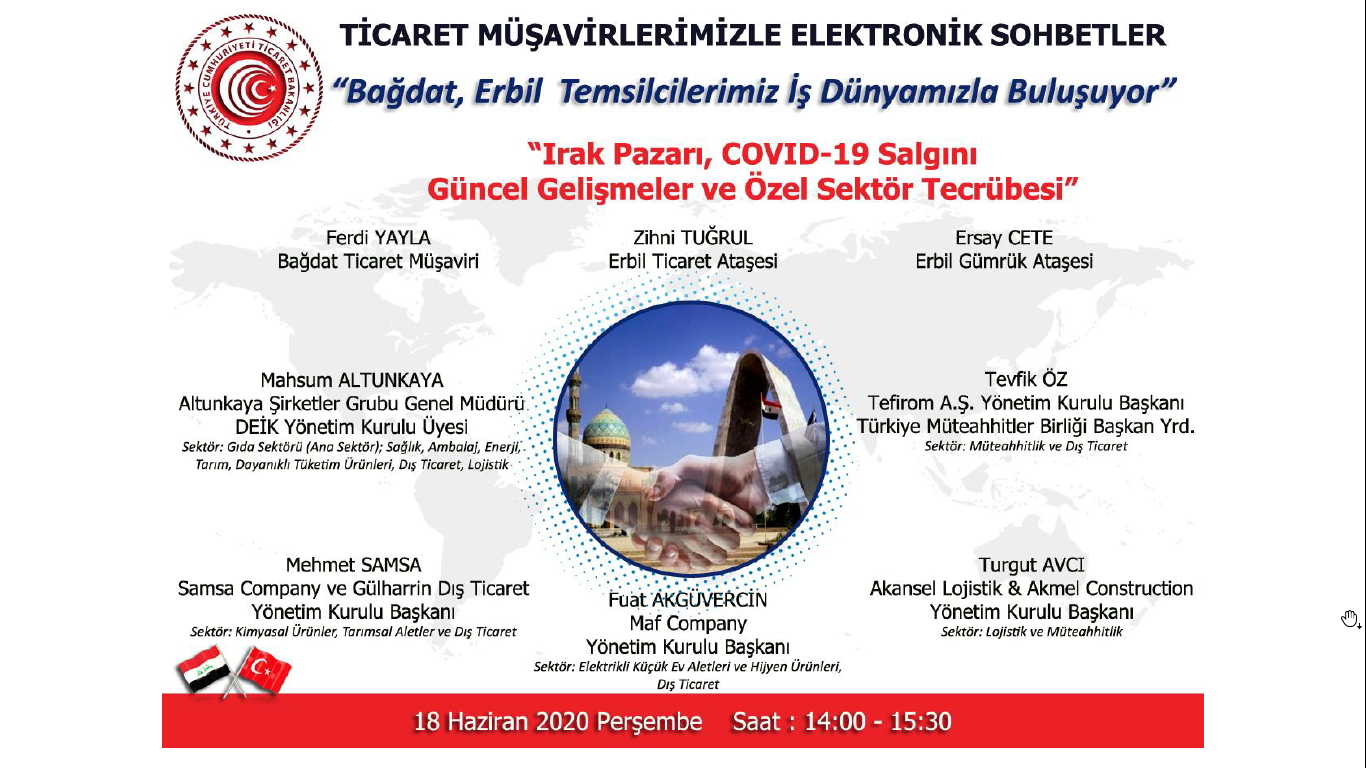 TÜRKİYE CUMHURİYETİ TİCARET BAKANLIĞI
TİCARET MÜŞAVİRLERİMİZLE ELEKTRONİK SOHBETLER
“Bağdat, Erbil Temsilcilerimiz İş Dünyamızla Buluşuyor”
“Irak Pazarı, COVID-19 Salgını
Güncel Gelişmeler ve Özel Sektör Tecrübesi”
Ferdi YAYLA
Bağdat Ticaret Müşaviri
Zihni TUĞRUL
Erbil Ticaret Ataşesi
Ersay CETE
Erbil Gümrük Ataşesi
Mahsum ALTUNKAYA
Altunkaya Şirketler Grubu Genel Müdürü
DEİK Yönetim Kurulu Üyesi
Sektör: Gıda Sektörü (Ana Sektör); Sağlık, Ambalaj, Enerji,
Tarım, Dayanıklı Tüketim Ürünleri, Dış Ticaret, Lojistik
Tevfik ÖZ
Tefirom A.Ş. Yönetim Kurulu Başkanı
Türkiye Müteahhitler Birliği Başkan Yrd.
Sektör: Müteahhitlik ve Dış Ticaret
Mehmet SAMSA
Samsa Company ve Gülharrin Dış Ticaret
Yönetim Kurulu Başkanı
Sektör: Kimyasal Ürünler, Tarımsal Aletler ve Dış Ticaret
Fuat AKGÜVERCİN
Maf Company
Yönetim Kurulu Başkanı
Sektör: Elektrikli Küçük Ev Aletleri ve Hijyen Ürünleri,
Dış Ticaret
Turgut AVCI
Akansel Lojistik & Akmel Construction
Yönetim Kurulu Başkanı
Sektör: Lojistik ve Müteahhitlik
18 Haziran 2020 Perşembe Saat : 14:00 - 15:30